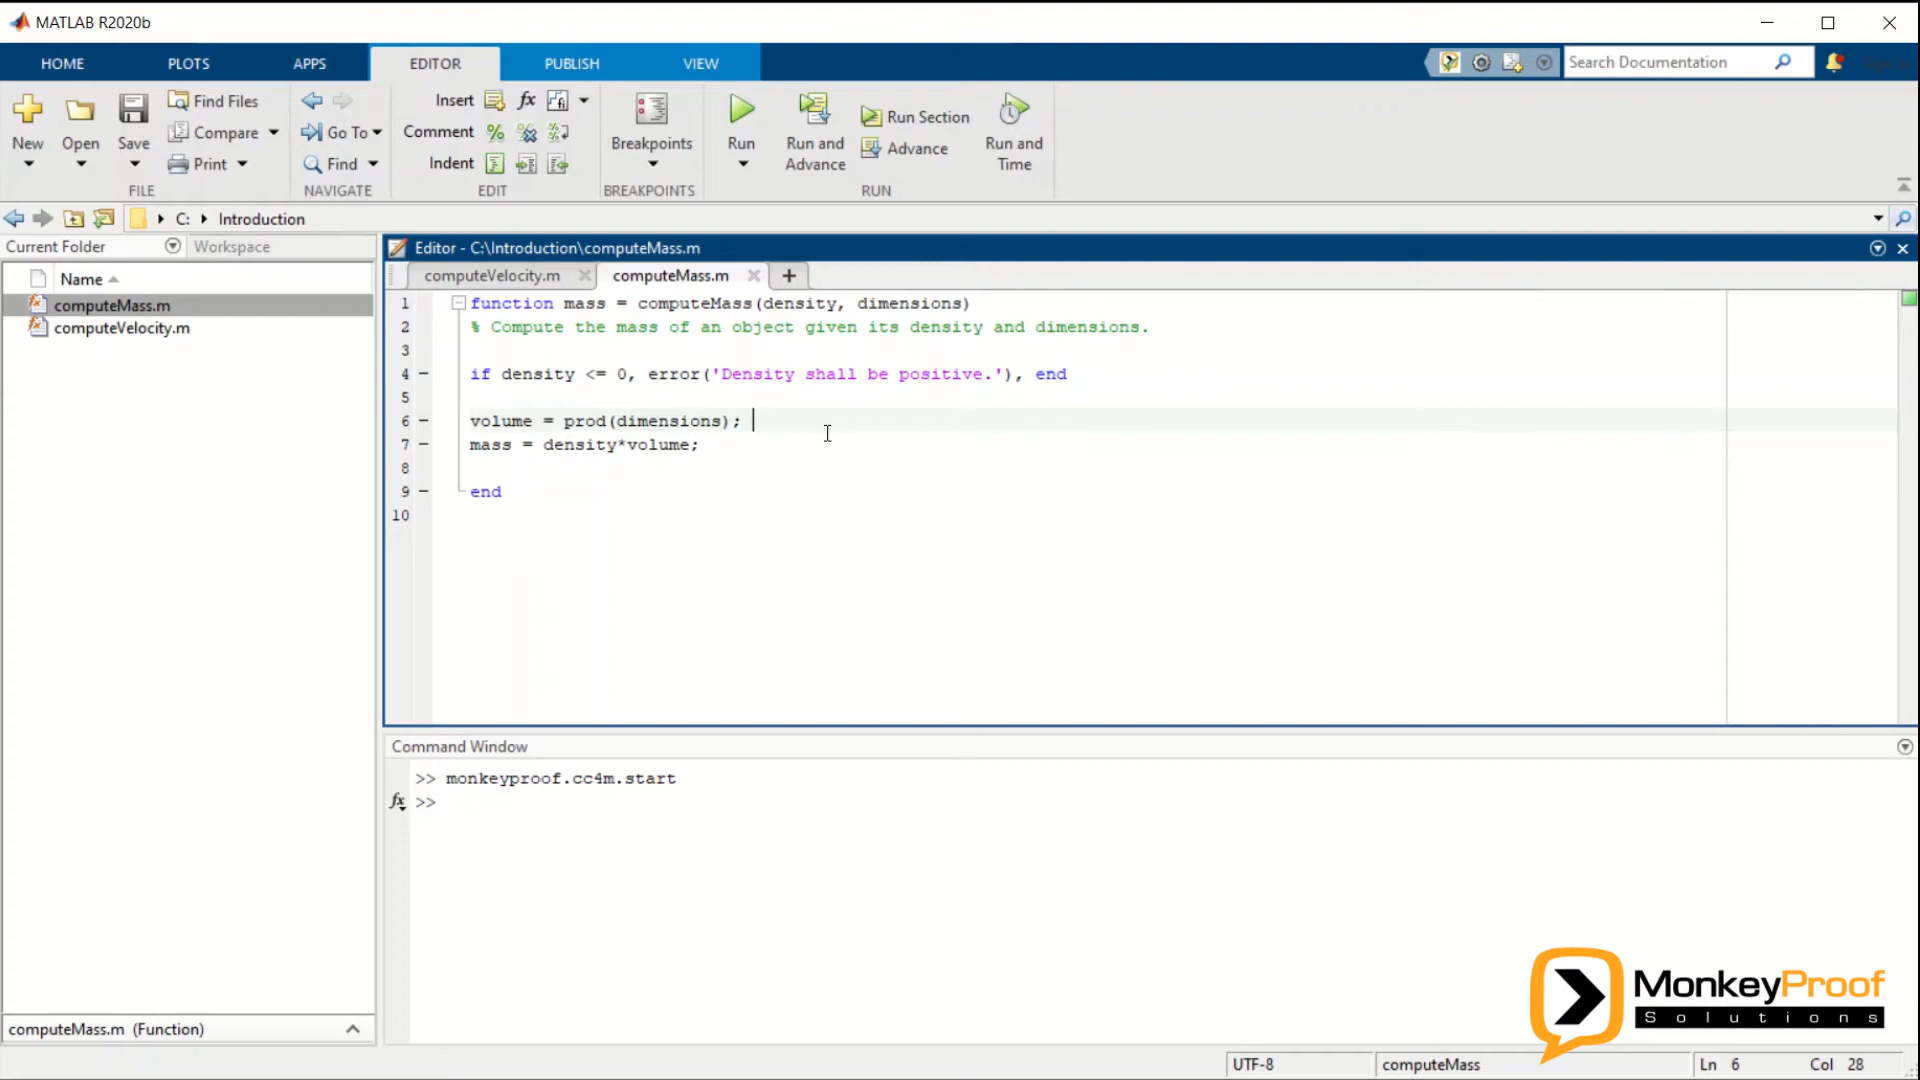 MATLAB R2020b
HOME PLOTS APPS EDITOR PUBLISH VIEW Search Documentation
New Open Save Find Files Compare Print
FILE
Go To Find
NAVIGATE
Insert fx
Comment % 
Indent
EDIT
Breakpoints
BREAKPOINTS
Run Run and Advance Run Section Advance Run and Time
RUN
C: Introduction
Current Folder Workspace
Name
computeMass.m
computeVelocity.m
Editor - C:\Introduction\computeMass.m
computeVelocity.m computeMass.m
1 function mass = computeMass(density, dimensions)
2 % Compute the mass of an object given its density and dimensions.
3
4 if density <= 0, error('Density shall be positive.'), end
5
6 volume = prod(dimensions);
7 mass = density*volume;
8
9 end
10
Command Window
>> monkeyproof.cc4m.start
fx >>
computeMass.m (Function)
MonkeyProof
Solutions
UTF-8 computeMass Ln 6 Col 28